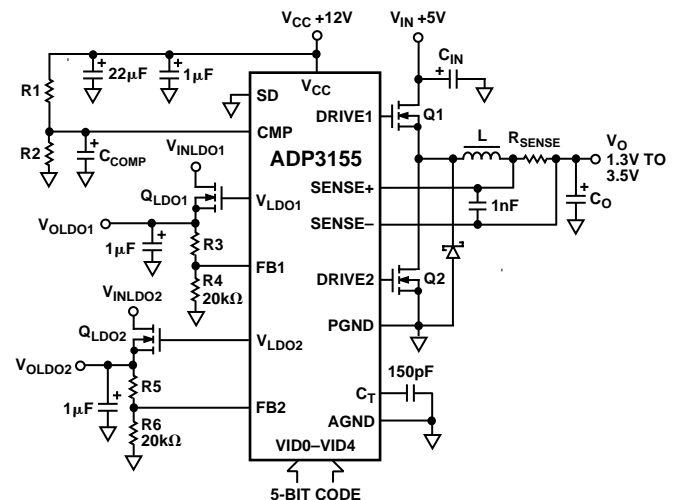 VCC +12V
VIN +5V
R1
22μF
1μF
CIN
VCC
SD
DRIVE1
Q1
R2
CCOMP
CMP
ADP3155
L
RSENSE
VO
1.3V TO
3.5V
VINLDO1
QLDO1
VLDO1
SENSE+
1nF
CO
VOLDO1
SENSE–
1μF
R3
FB1
R4
20kΩ
DRIVE2
Q2
VINLDO2
QLDO2
VLDO2
PGND
VOLDO2
150pF
R5
CT
1μF
FB2
AGND
R6
20kΩ
VID0–VID4
5-BIT CODE